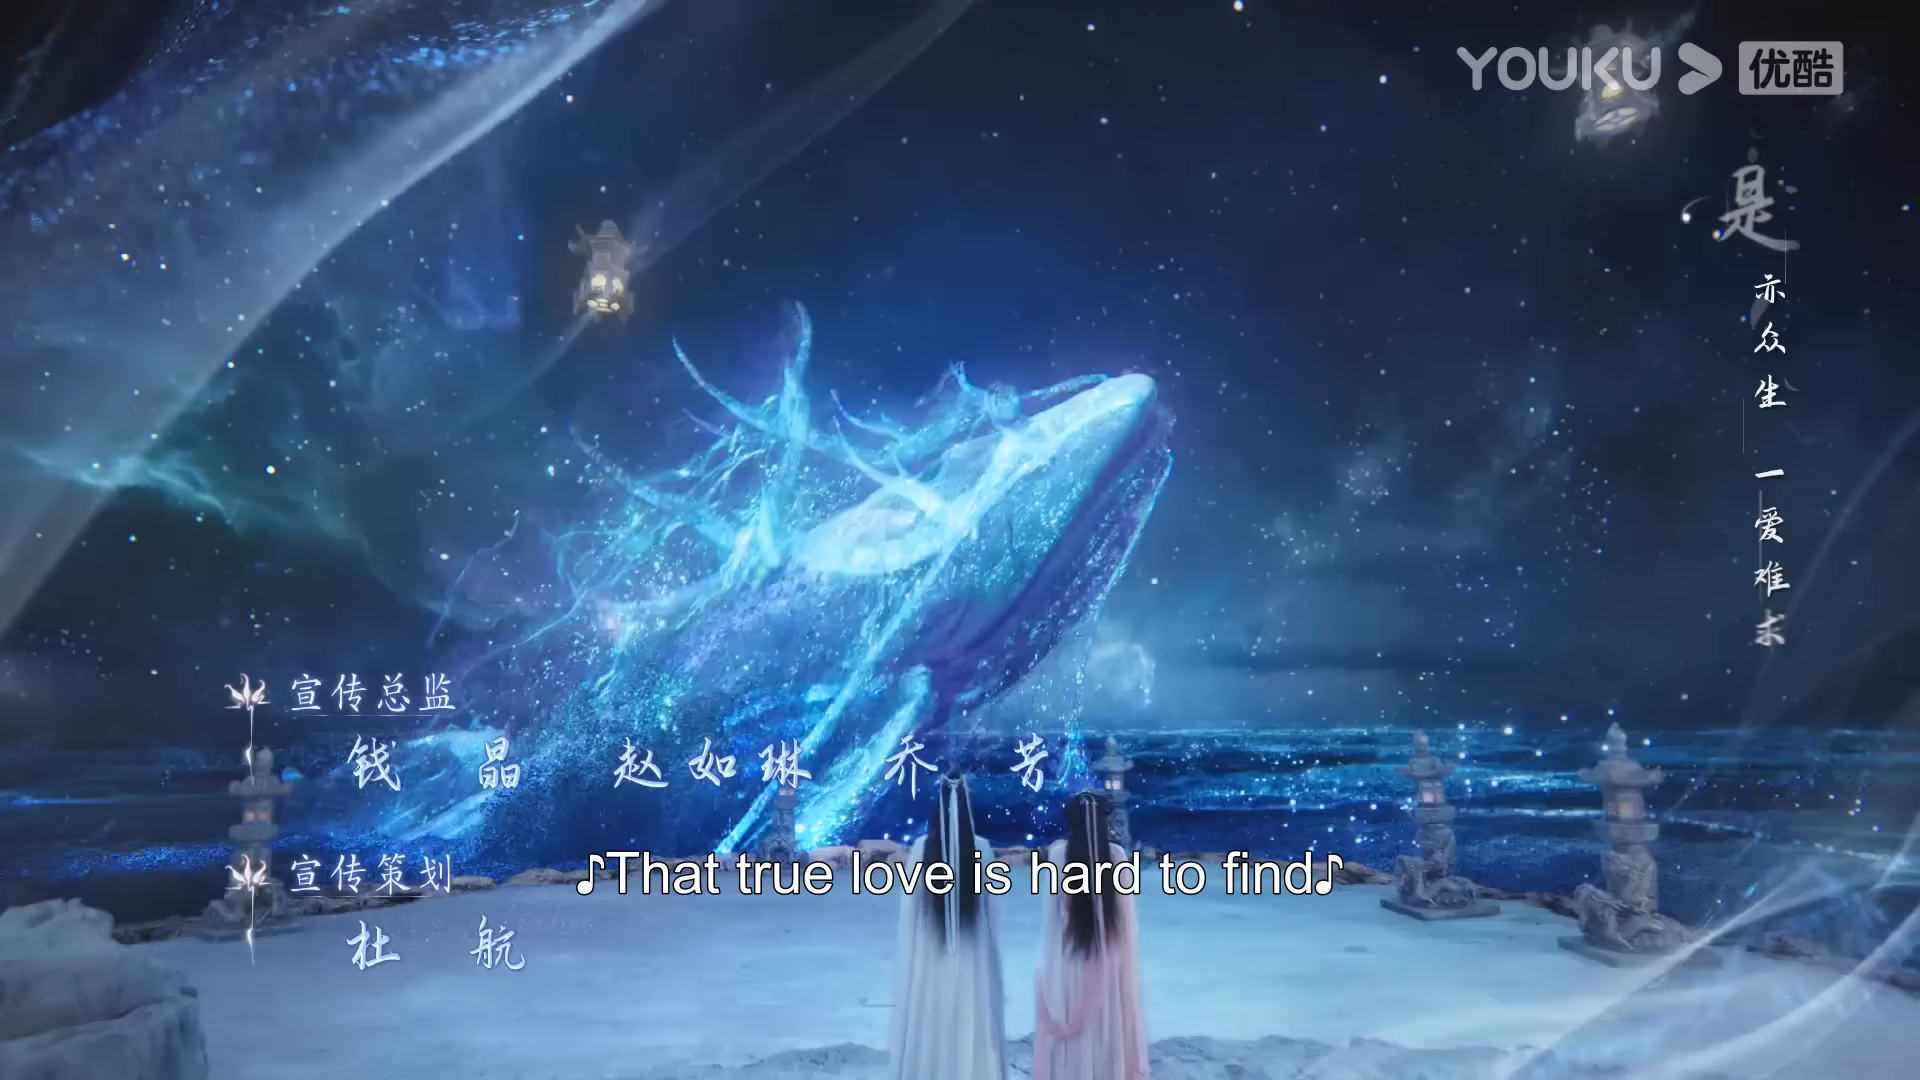 YOUKU 优酷
是
亦众生 一爱难求
宣传总监
钱 晶 赵如琳 乔 芳
宣传策划
杜 航
♪That true love is hard to find♪